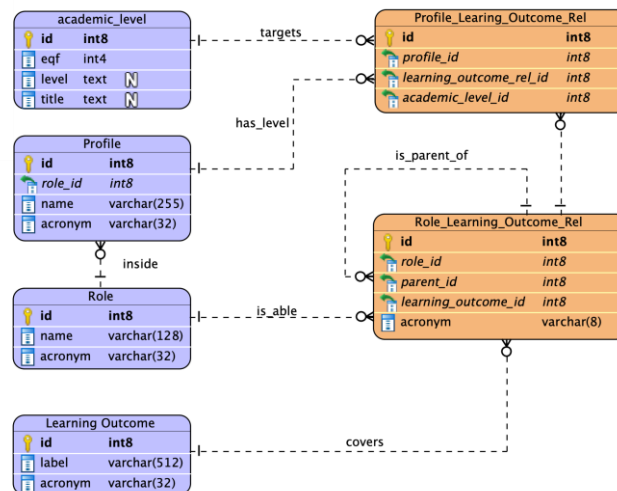 academic_level
id int8
eqf int4
level text N
title text N
targets
Profile_Learing_Outcome_Rel
id int8
profile_id int8
learning_outcome_rel_id int8
academic_level_id int8
has_level
Profile
id int8
role_id int8
name varchar(255)
acronym varchar(32)
is_parent_of
inside
Role_Learning_Outcome_Rel
id int8
role_id int8
parent_id int8
learning_outcome_id int8
acronym varchar(8)
Role
id int8
name varchar(128)
acronym varchar(32)
is_able
Learning Outcome
id int8
label varchar(512)
acronym varchar(32)
covers